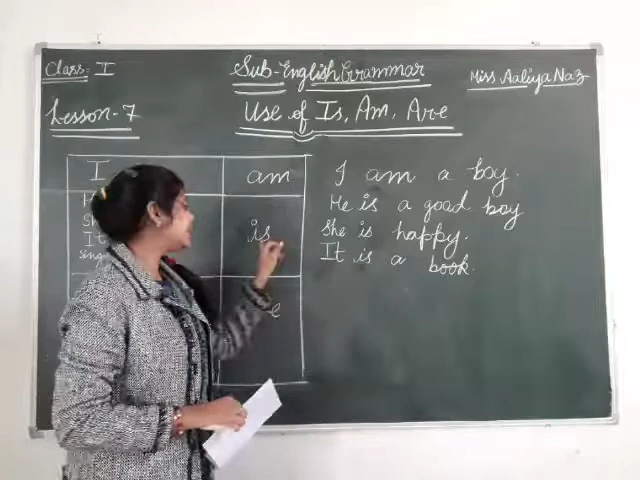 Class:- I
Sub-English Grammar
Miss Aaliya Naz
Lesson-7
Use of Is, Am, Are
I am
is
I am a boy.
He is a good boy
She is happy.
It is a book.
It